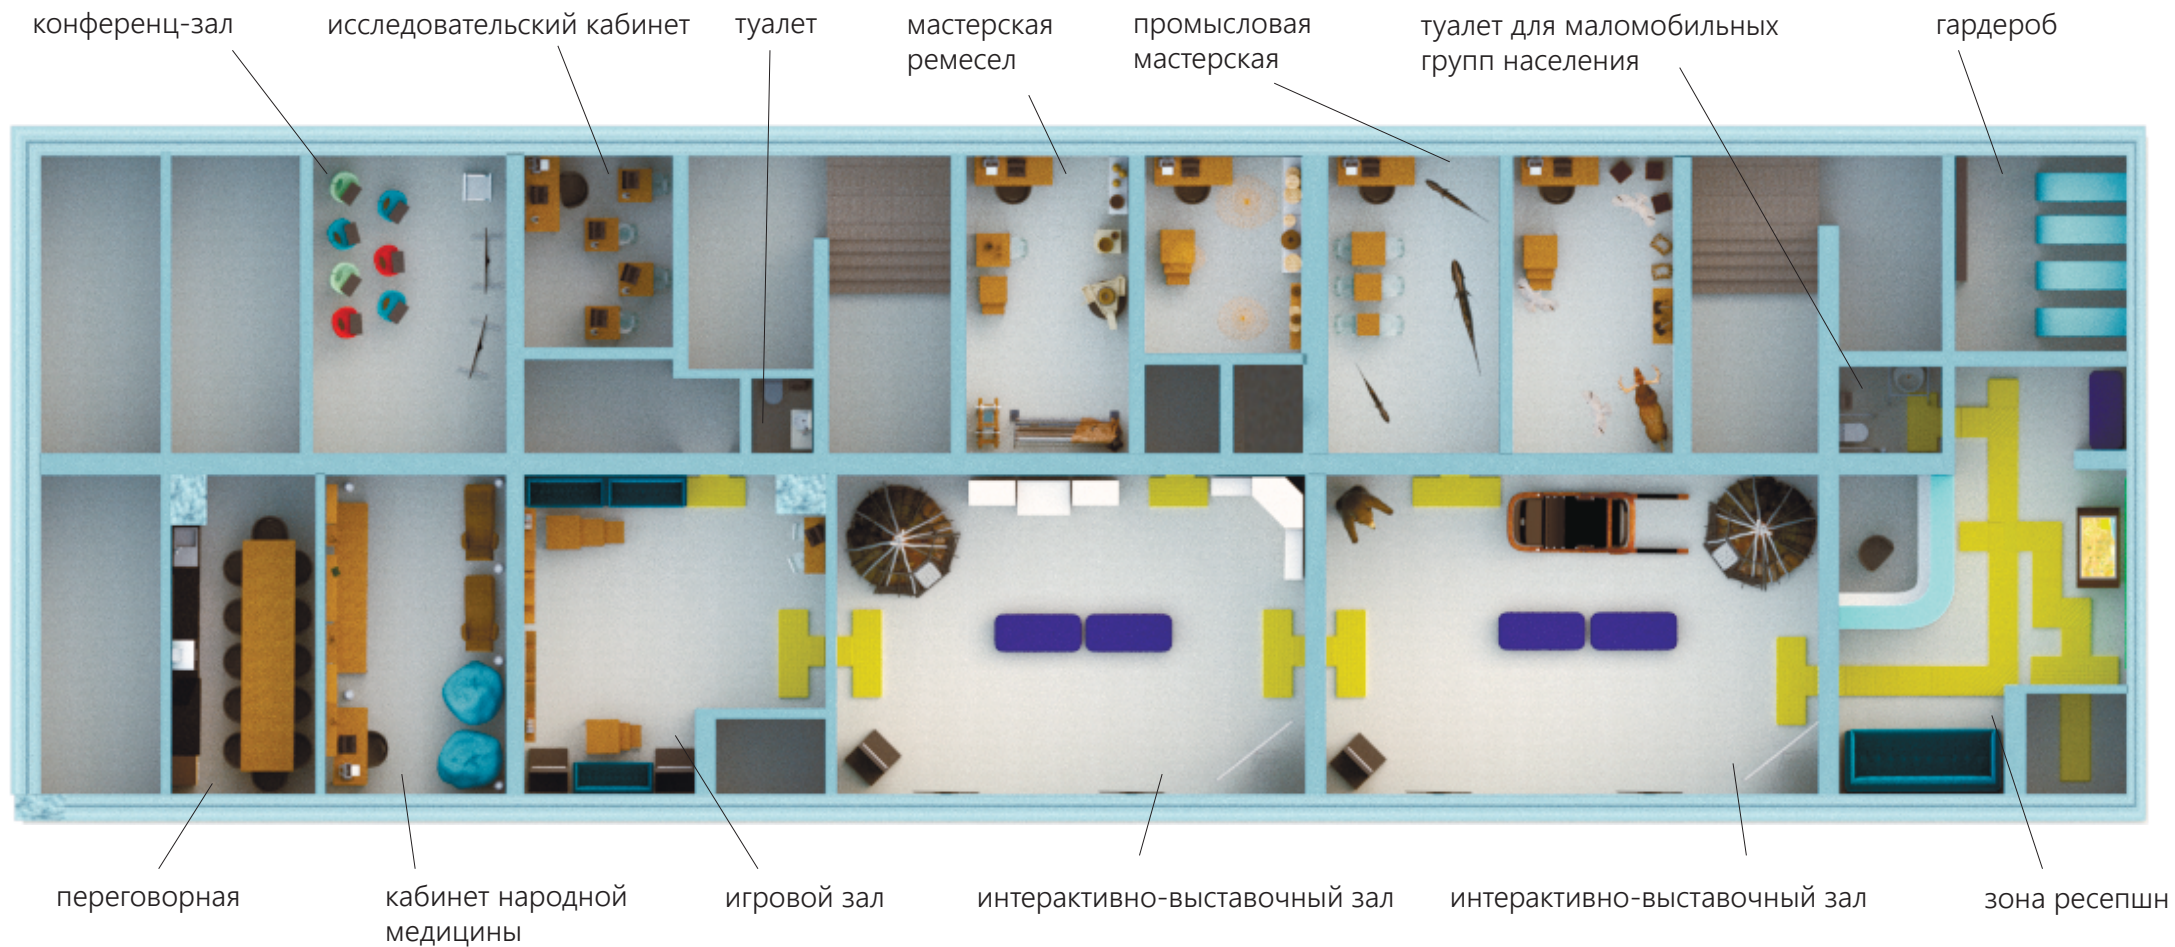 конференц-зал
исследовательский кабинет
туалет
мастерская
ремесел
промысловая
мастерская
туалет для маломобильных
групп населения
гардероб
переговорная
кабинет народной
медицины
игровой зал
интерактивно-выставочный зал
интерактивно-выставочный зал
зона ресепшн